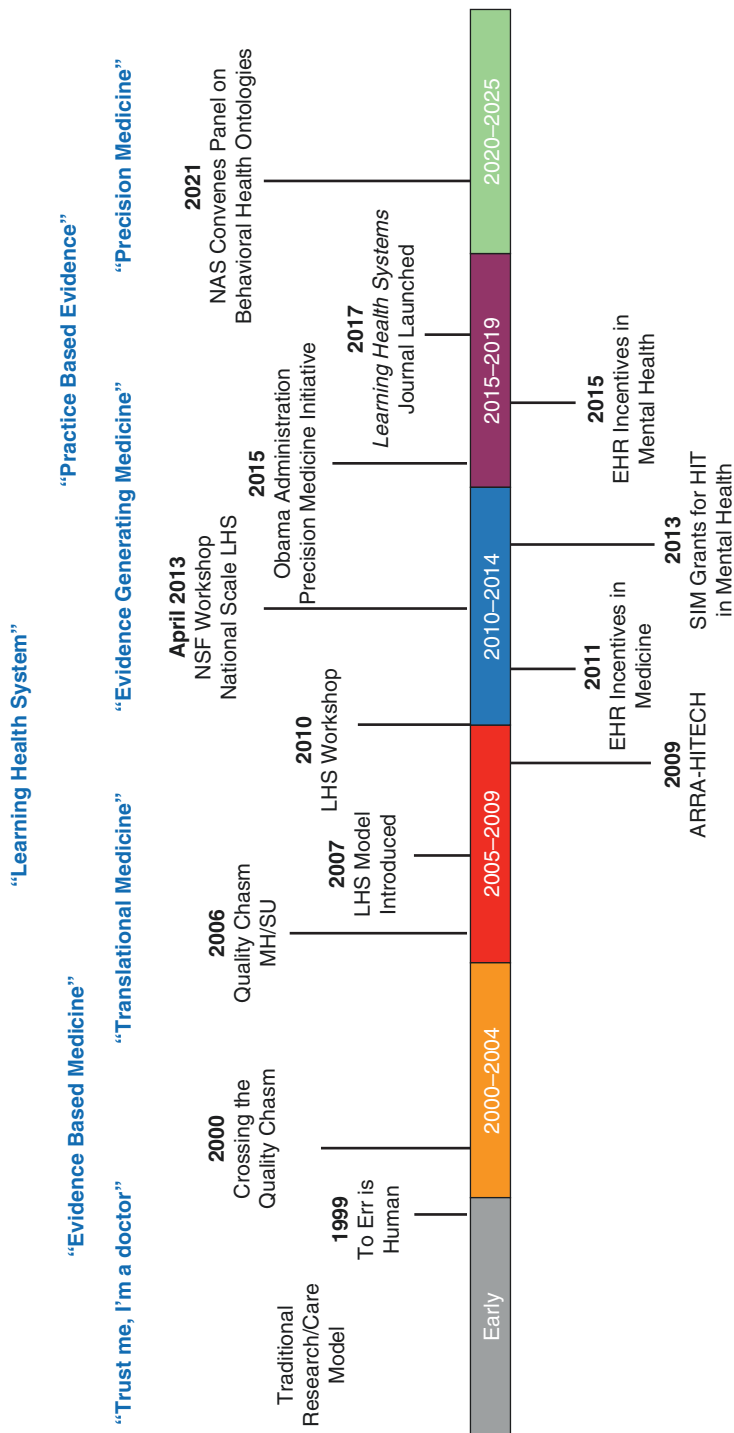 “Learning Health System”
“Evidence Based Medicine”
“Practice Based Evidence”
“Trust me, I’m a doctor”
“Translational Medicine”
“Evidence Generating Medicine”
“Precision Medicine”
Traditional
Research/Care
Model
1999
To Err is
Human
2000
Crossing the
Quality Chasm
2006
Quality Chasm
MH/SU
2007
LHS Model
Introduced
2010
LHS Workshop
April 2013
NSF Workshop
National Scale LHS
2015
Obama Administration
Precision Medicine Initiative
2017
Learning Health Systems
Journal Launched
2021
NAS Convenes Panel on
Behavioral Health Ontologies
Early
2000–2004
2005–2009
2010–2014
2015–2019
2020–2025
2009
ARRA-HITECH
2011
EHR Incentives in
Medicine
2013
SIM Grants for HIT
in Mental Health
2015
EHR Incentives in
Mental Health